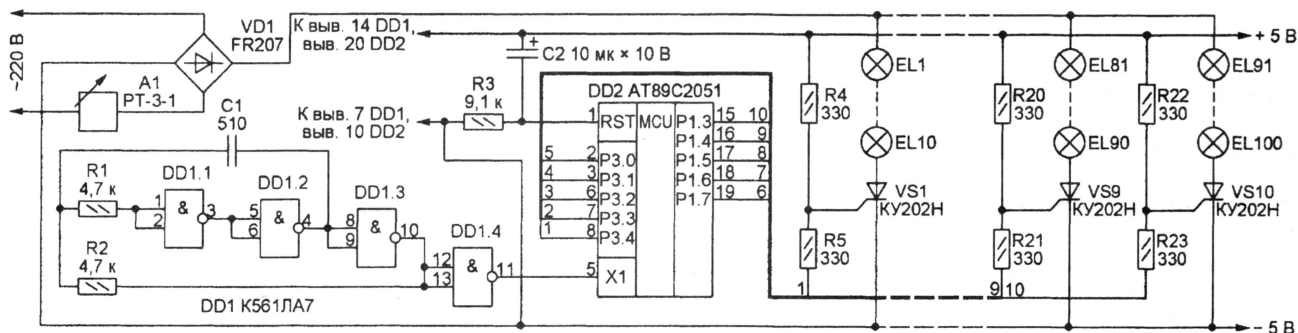 ~220 В
VD1
FR207
А1
РТ-3-1
К выв. 14 DD1,
выв. 20 DD2
+
С2 10 мк × 10 В
+ 5 В
R3
9,1 к
К выв. 7 DD1,
выв. 10 DD2
DD2 AT89C2051
1 RST MCU P1.3 15 10
P1.4 16 9
5 2 P3.0 P1.5 17 8
4 3 P3.1 P1.6 18 7
3 6 P3.2 P1.7 19 6
2 7 P3.3
1 8 P3.4
5 X1
С1
510
R1
4,7 к
R2
4,7 к
DD1.1
1
2
&
3
DD1.2
5
6
&
4
DD1.3
8
9
&
10
DD1.4
12
13
&
11
DD1 К561ЛА7
R4
330
R5
330
1
EL1
EL10
VS1
КУ202Н
R20
330
R21
330
9 10
EL81
EL90
VS9
КУ202Н
R22
330
R23
330
EL91
EL100
VS10
КУ202Н
− 5 В